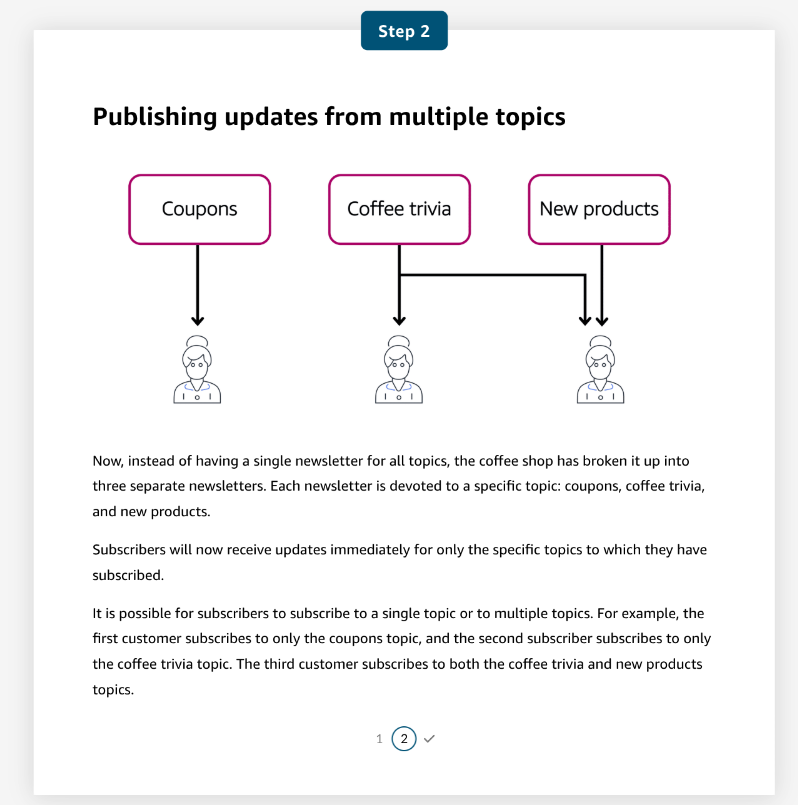 Step 2
Publishing updates from multiple topics
Coupons
Coffee trivia
New products
Now, instead of having a single newsletter for all topics, the coffee shop has broken it up into
three separate newsletters. Each newsletter is devoted to a specific topic: coupons, coffee trivia,
and new products.
Subscribers will now receive updates immediately for only the specific topics to which they have
subscribed.
It is possible for subscribers to subscribe to a single topic or to multiple topics. For example, the
first customer subscribes to only the coupons topic, and the second subscriber subscribes to only
the coffee trivia topic. The third customer subscribes to both the coffee trivia and new products
topics.
1 2